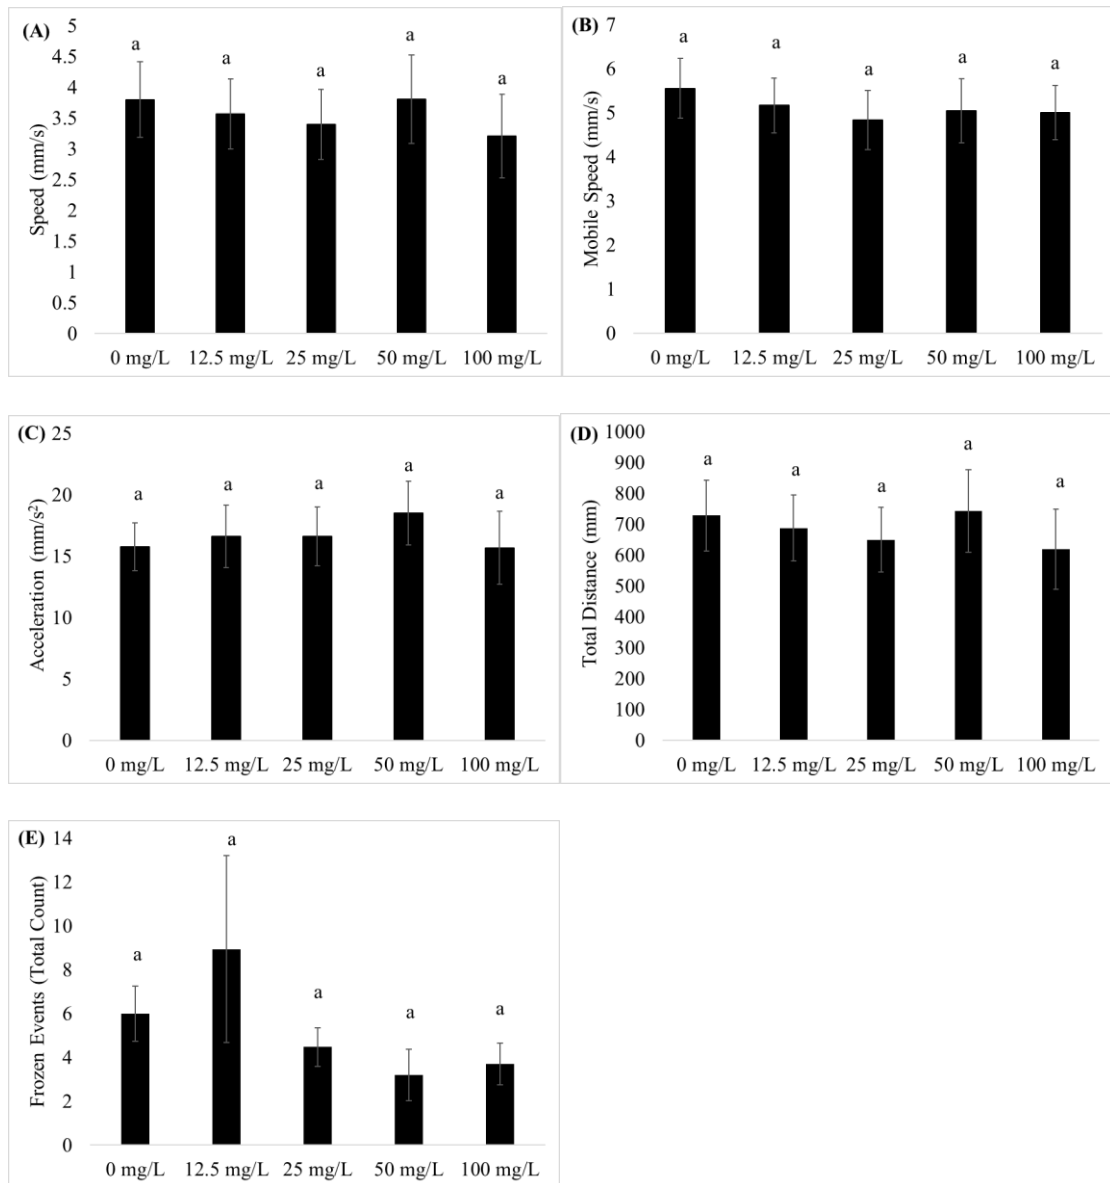 (A)
Speed (mm/s)
5
4.5
4
3.5
3
2.5
2
1.5
1
0.5
0
a a a a a
0 mg/L 12.5 mg/L 25 mg/L 50 mg/L 100 mg/L
(B)
Mobile Speed (mm/s)
7
6
5
4
3
2
1
0
a a a a a
0 mg/L 12.5 mg/L 25 mg/L 50 mg/L 100 mg/L
(C)
Acceleration (mm/s²)
25
20
15
10
5
0
a a a a a
0 mg/L 12.5 mg/L 25 mg/L 50 mg/L 100 mg/L
(D)
Total Distance (mm)
1000
900
800
700
600
500
400
300
200
100
0
a a a a a
0 mg/L 12.5 mg/L 25 mg/L 50 mg/L 100 mg/L
(E)
Frozen Events (Total Count)
14
12
10
8
6
4
2
0
a a a a a
0 mg/L 12.5 mg/L 25 mg/L 50 mg/L 100 mg/L